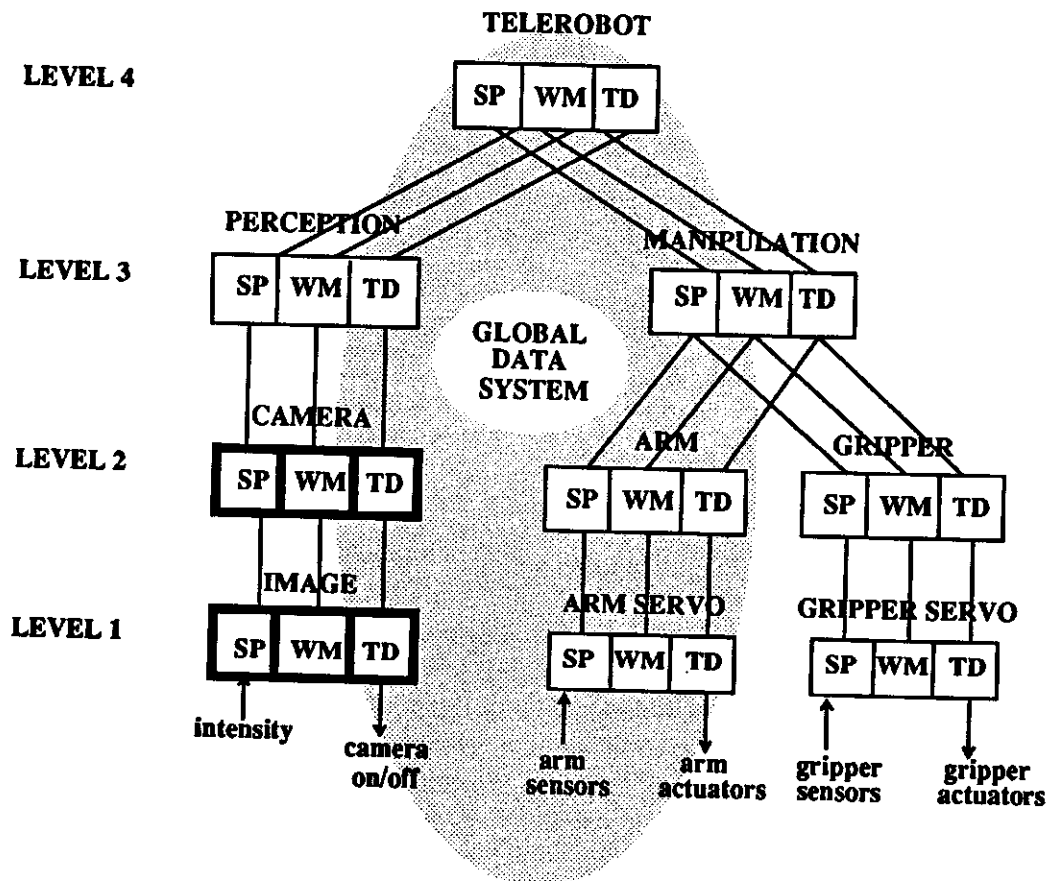 TELEROBOT
LEVEL 4
SP WM TD
PERCEPTION
MANIPULATION
LEVEL 3
SP WM TD
SP WM TD
GLOBAL
DATA
SYSTEM
CAMERA
ARM
GRIPPER
LEVEL 2
SP WM TD
SP WM TD
SP WM TD
IMAGE
ARM SERVO
GRIPPER SERVO
LEVEL 1
SP WM TD
SP WM TD
SP WM TD
intensity
camera
on/off
arm
sensors
arm
actuators
gripper
sensors
gripper
actuators